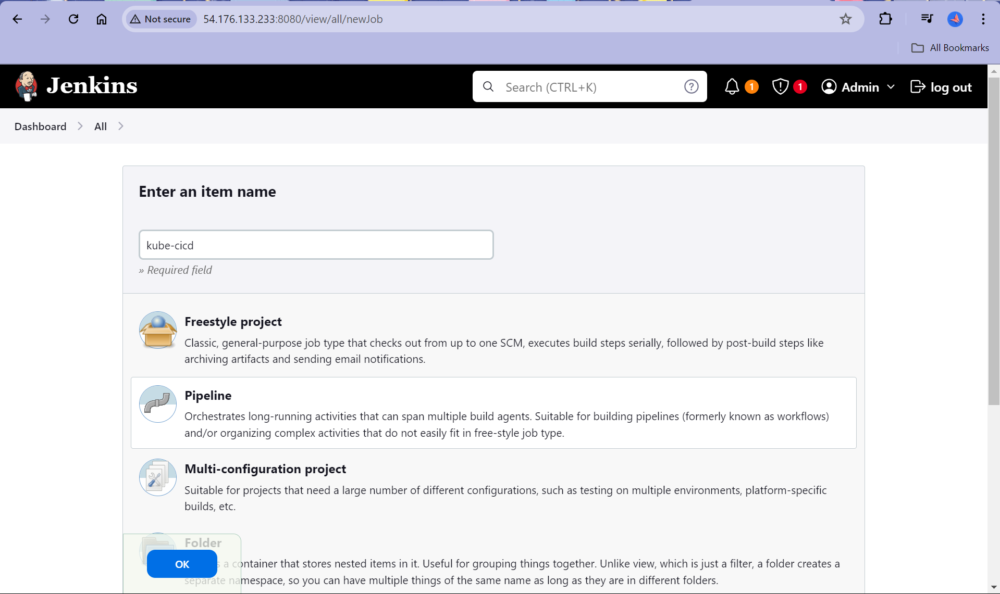 Not secure
54.176.133.233:8080/view/all/newJob
All Bookmarks
Jenkins
Search (CTRL+K)
?
1
1
Admin
log out
Dashboard
All
Enter an item name
kube-cicd
» Required field
Freestyle project
Classic, general-purpose job type that checks out from up to one SCM, executes build steps serially, followed by post-build steps like
archiving artifacts and sending email notifications.
Pipeline
Orchestrates long-running activities that can span multiple build agents. Suitable for building pipelines (formerly known as workflows)
and/or organizing complex activities that do not easily fit in free-style job type.
Multi-configuration project
Suitable for projects that need a large number of different configurations, such as testing on multiple environments, platform-specific
builds, etc.
Folder
OK
a container that stores nested items in it. Useful for grouping things together. Unlike view, which is just a filter, a folder creates a
separate namespace, so you can have multiple things of the same name as long as they are in different folders.